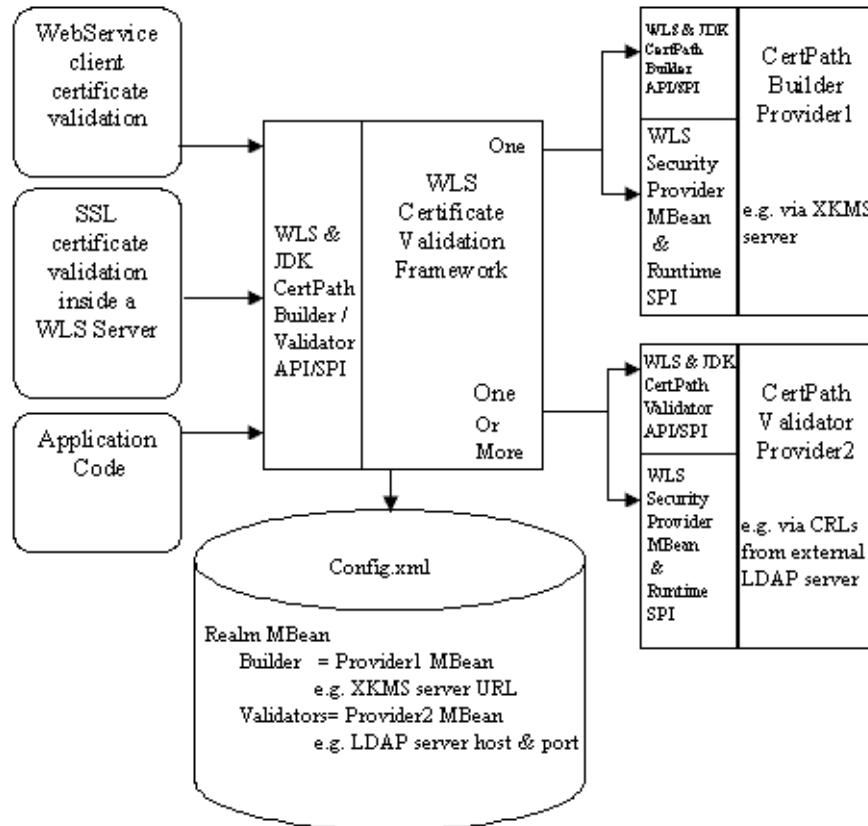 WebService
client
certificate
validation
SSL
certificate
validation
inside a
WLS Server
Application
Code
WLS &
JDK
CertPath
Builder /
Validator
API/SPI
One
WLS
Certificate
Validation
Framework
One
Or
More
WLS & JDK
CertPath
Builder
API/SPI
WLS
Security
Provider
MBean
&
Runtime
SPI
CertPath
Builder
Provider1
e.g. via XKMS
server
WLS & JDK
CertPath
Validator
API/SPI
WLS
Security
Provider
MBean
&
Runtime
SPI
CertPath
Validator
Provider2
e.g. via CRLs
from external
LDAP server
Config.xml
Realm MBean
Builder = Provider1 MBean
e.g. XKMS server URL
Validators= Provider2 MBean
e.g. LDAP server host & port